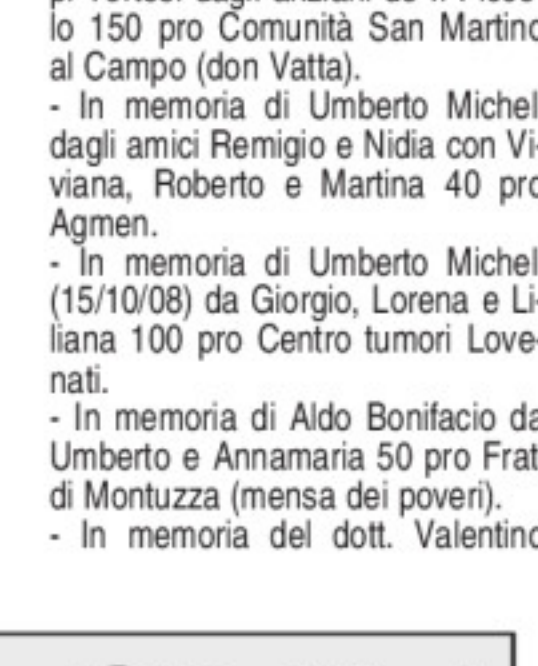 lo 150 pro Comunità San Martino
al Campo (don Vatta).
- In memoria di Umberto Michel
dagli amici Remigio e Nidia con Vi-
viana, Roberto e Martina 40 pro
Agmen.
- In memoria di Umberto Michel
(15/10/08) da Giorgio, Lorena e Li-
liana 100 pro Centro tumori Love-
nati.
- In memoria di Aldo Bonifacio da
Umberto e Annamaria 50 pro Frat
di Montuzza (mensa dei poveri).
- In memoria del dott. Valentino